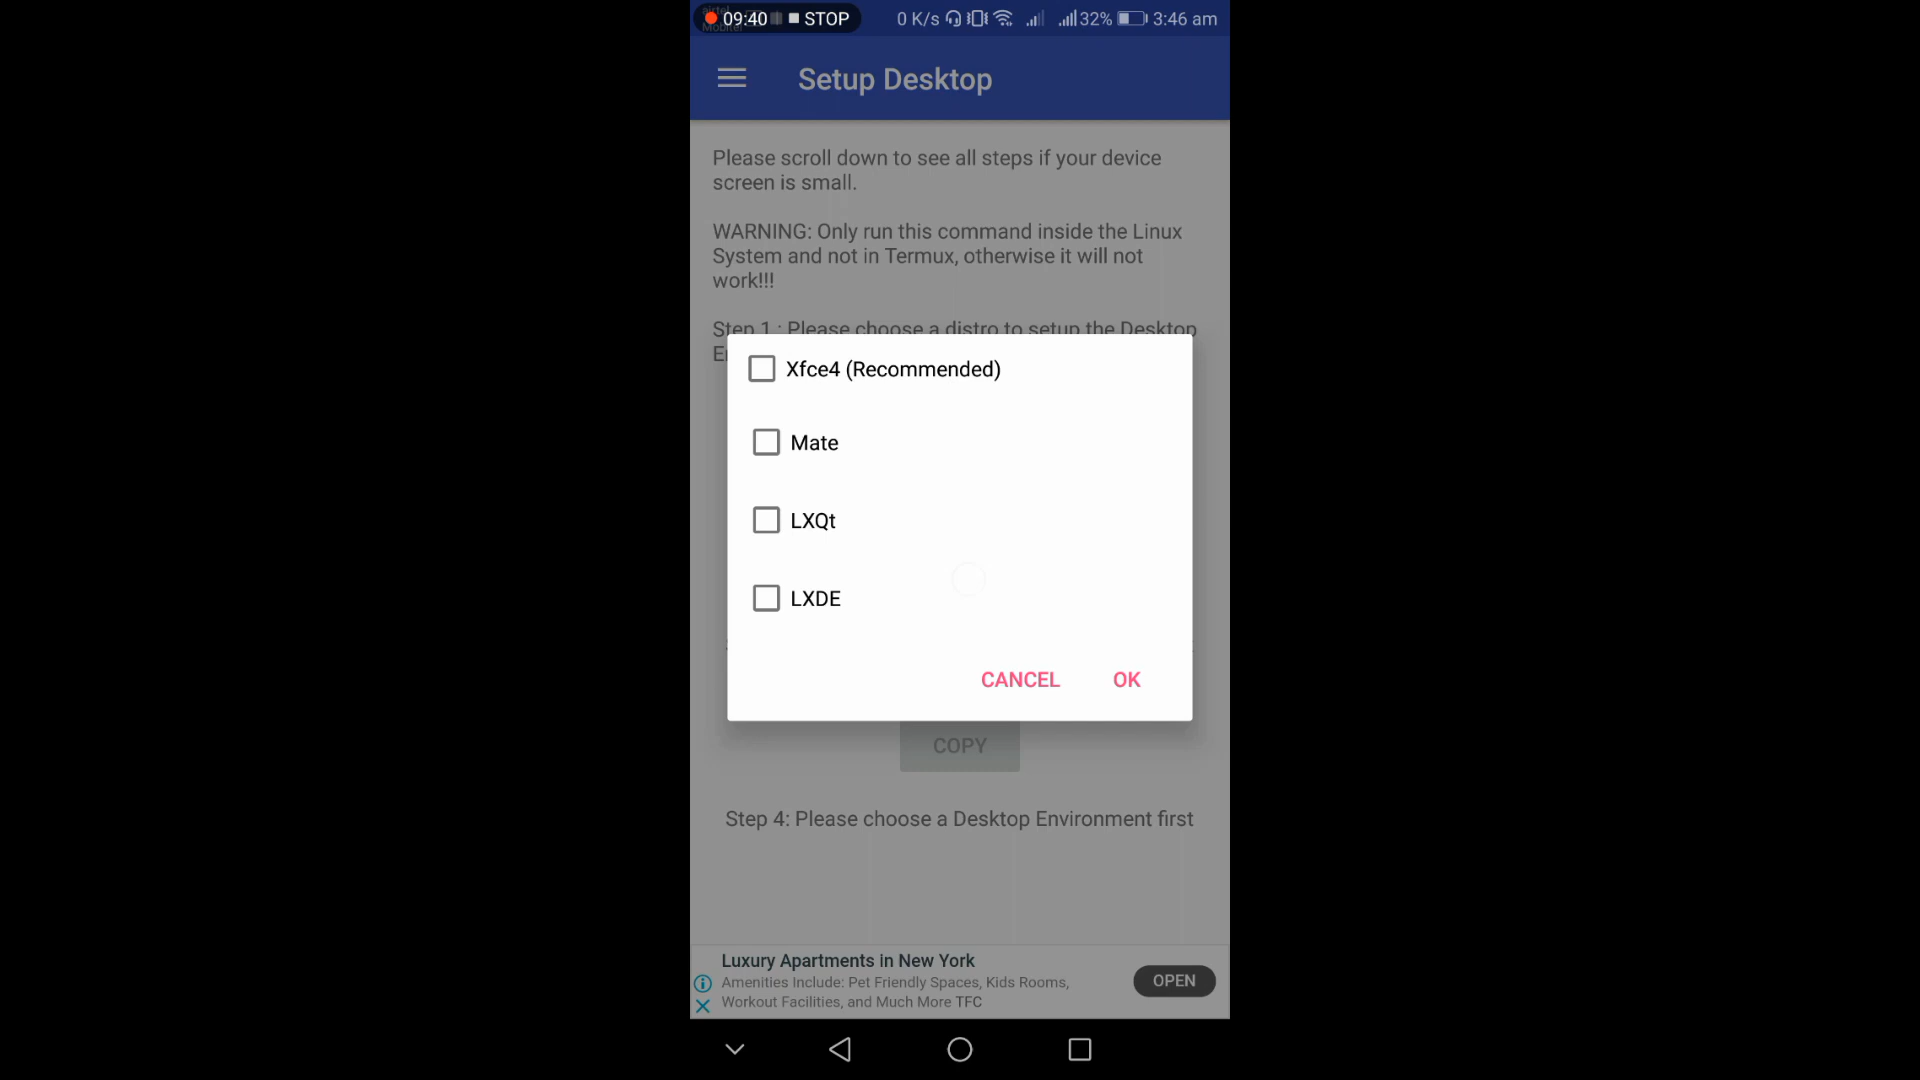 airtel
09:40 STOP 0 K/s 32% 3:46 am
Mobitel
Setup Desktop
Please scroll down to see all steps if your device
screen is small.
WARNING: Only run this command inside the Linux
System and not in Termux, otherwise it will not
work!!!
Step 1 : Please choose a distro to setup the Desktop
Xfce4 (Recommended)
Mate
LXQt
LXDE
CANCEL OK
COPY
Step 4: Please choose a Desktop Environment first
Luxury Apartments in New York
Amenities Include: Pet Friendly Spaces, Kids Rooms,
Workout Facilities, and Much More TFC
OPEN